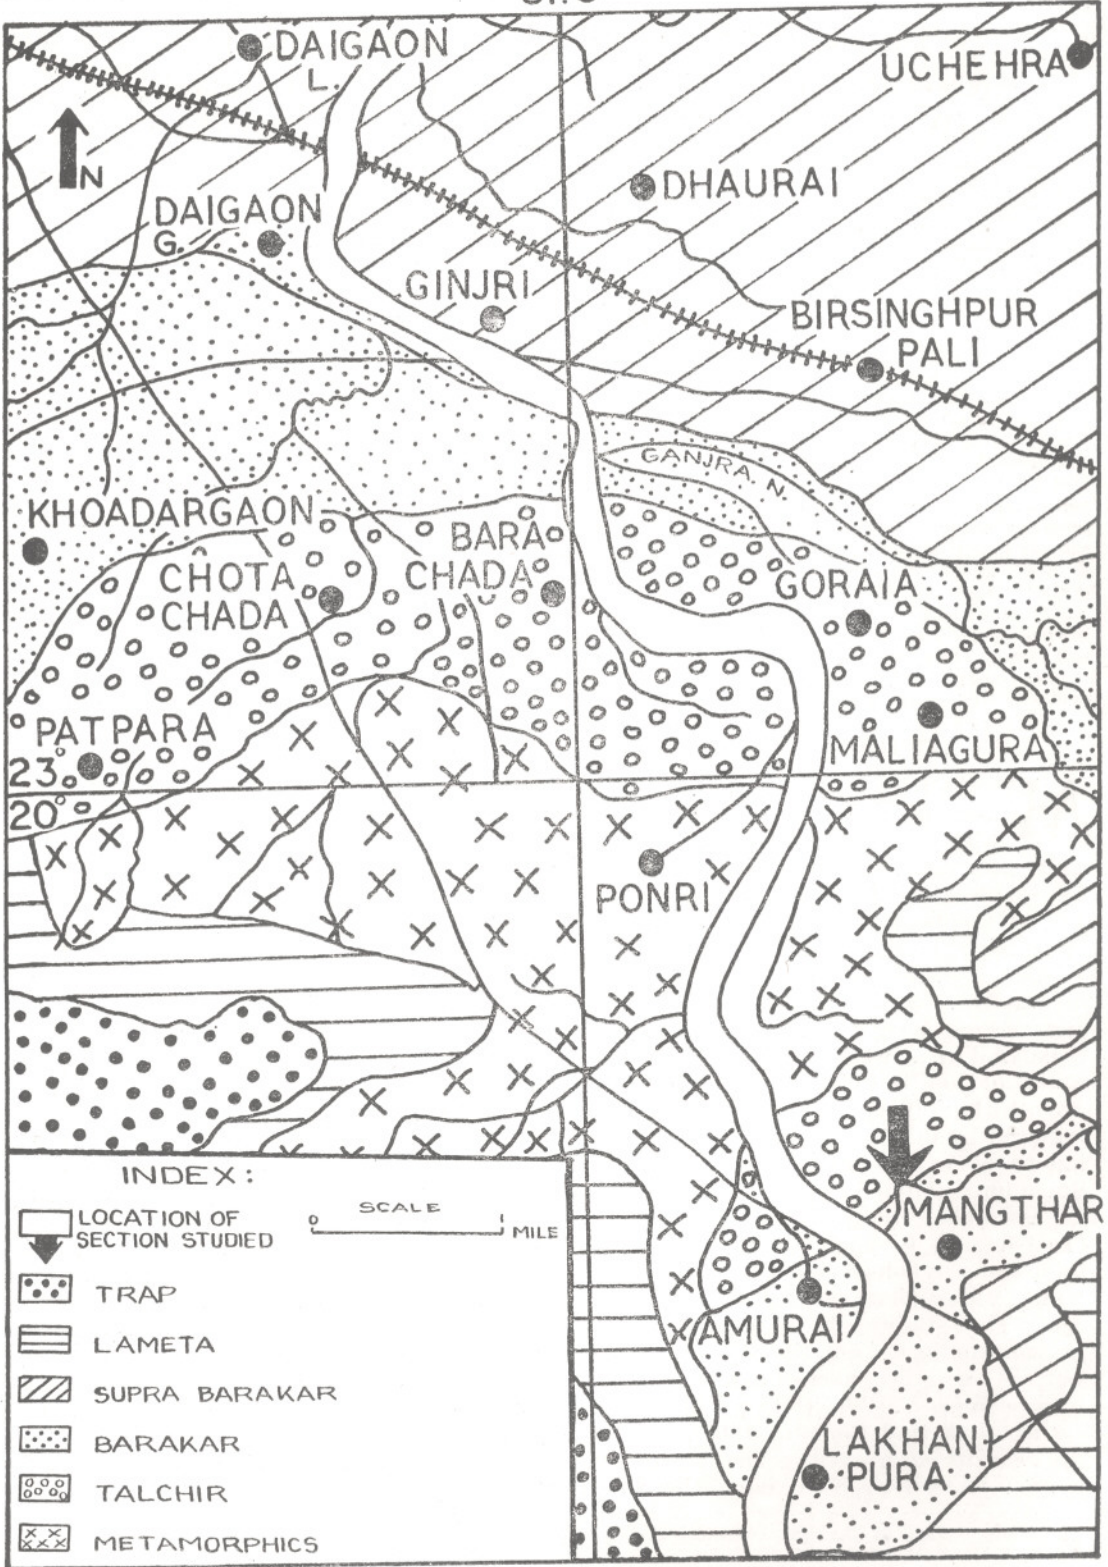 DAIGAON
L.
UCHEHRA
N
DHAURAI
DAIGAON
G.
GINJRI
BIRSINGHPUR
PALI
GANJRA N.
KHOADARGAON
BARA
CHADA
CHOTA
CHADA
GORAIA
PATPARA
MALIAGURA
23°
20°
PONRI
MANGTHAR
AMURAI
LAKHAN
PURA
INDEX:
LOCATION OF
SECTION STUDIED
SCALE
0 1 MILE
TRAP
LAMETA
SUPRA BARAKAR
BARAKAR
TALCHIR
METAMORPHICS